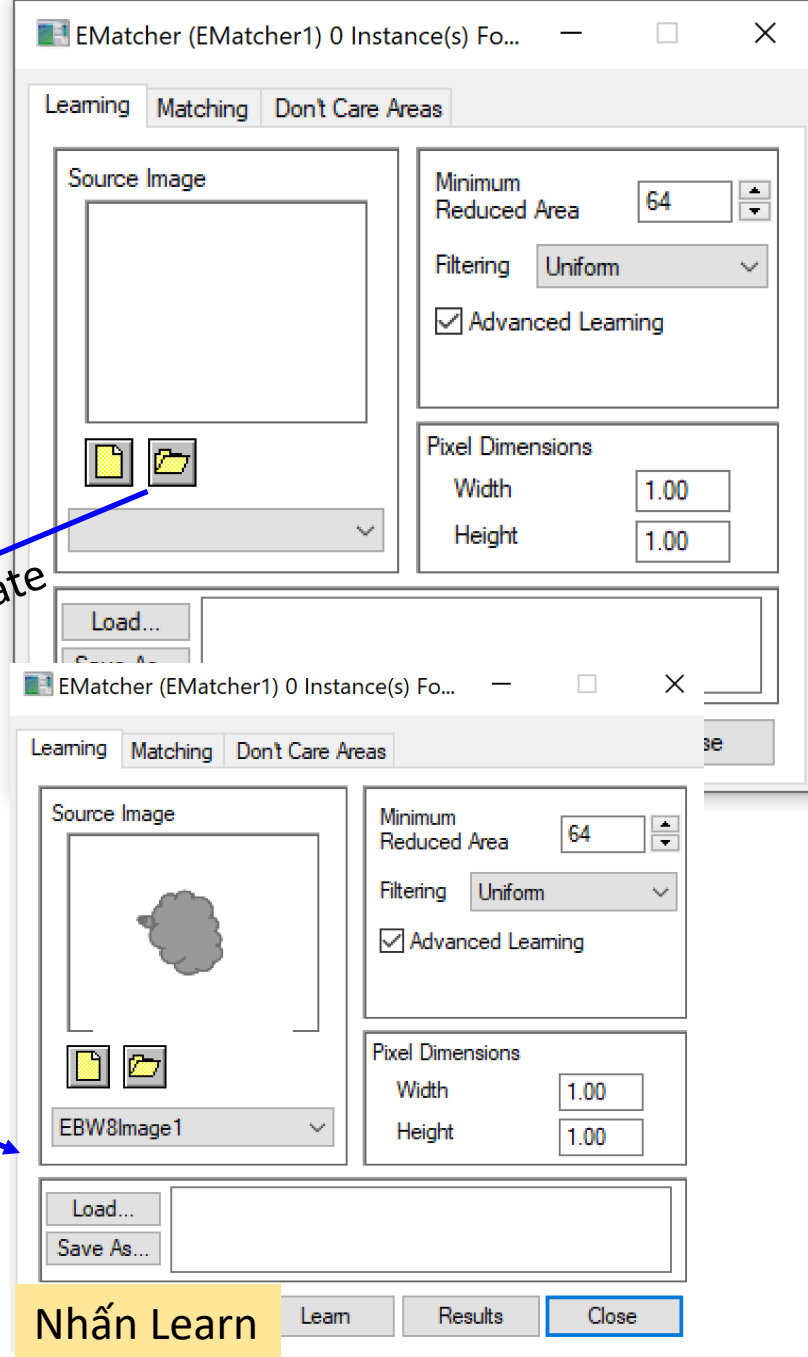 EMatcher (EMatcher1) 0 Instance(s) Fo...
Learning Matching Don't Care Areas
Source Image
Minimum
Reduced Area 64
Filtering Uniform
Advanced Learning
Pixel Dimensions
Width 1.00
Height 1.00
Load...
Save As...
EMatcher (EMatcher1) 0 Instance(s) Fo...
Learning Matching Don't Care Areas
Source Image
Minimum
Reduced Area 64
Filtering Uniform
Advanced Learning
EBW8Image1
Pixel Dimensions
Width 1.00
Height 1.00
Load...
Save As...
Nhấn Learn Learn Results Close